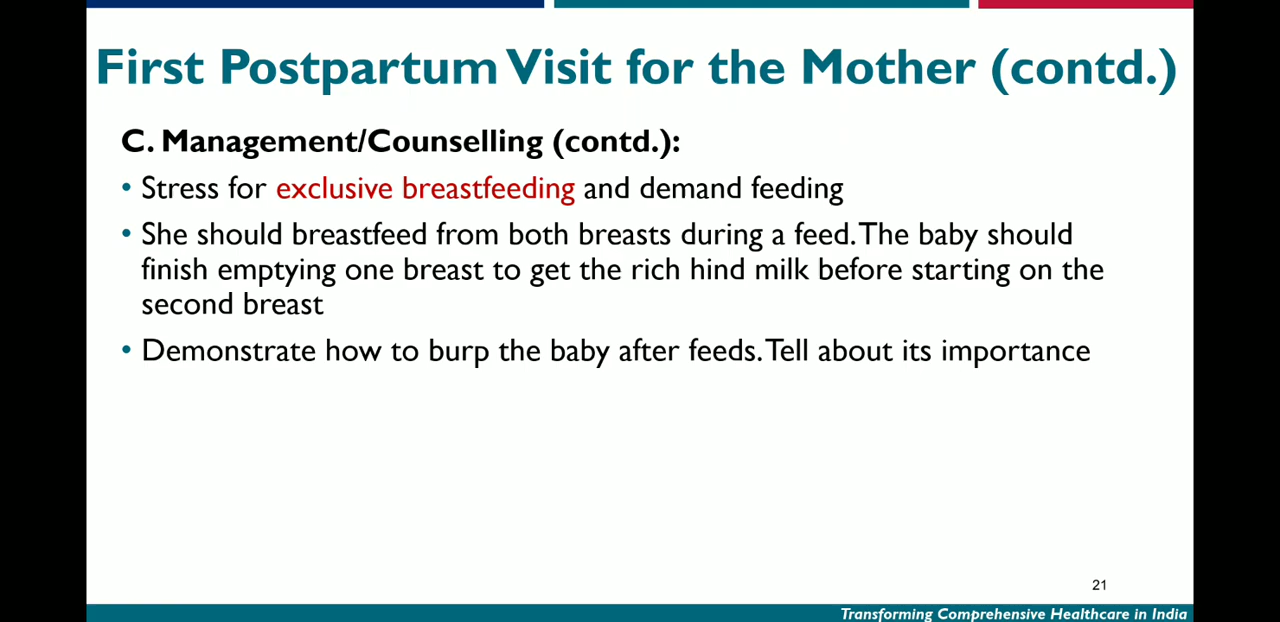 First Postpartum Visit for the Mother (contd.)
C. Management/Counselling (contd.):
• Stress for exclusive breastfeeding and demand feeding
• She should breastfeed from both breasts during a feed. The baby should
finish emptying one breast to get the rich hind milk before starting on the
second breast
• Demonstrate how to burp the baby after feeds. Tell about its importance
21
Transforming Comprehensive Healthcare in India